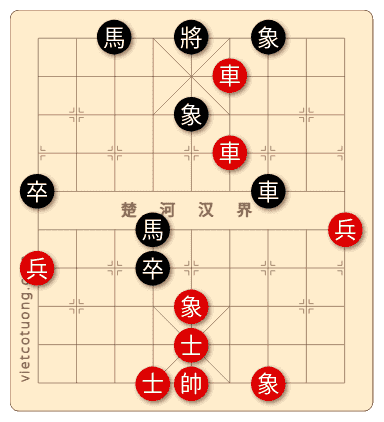 馬 將 象
車
象
車
卒 車
楚 河 汉 界
馬 兵
兵 卒
象
士
士 帥 象